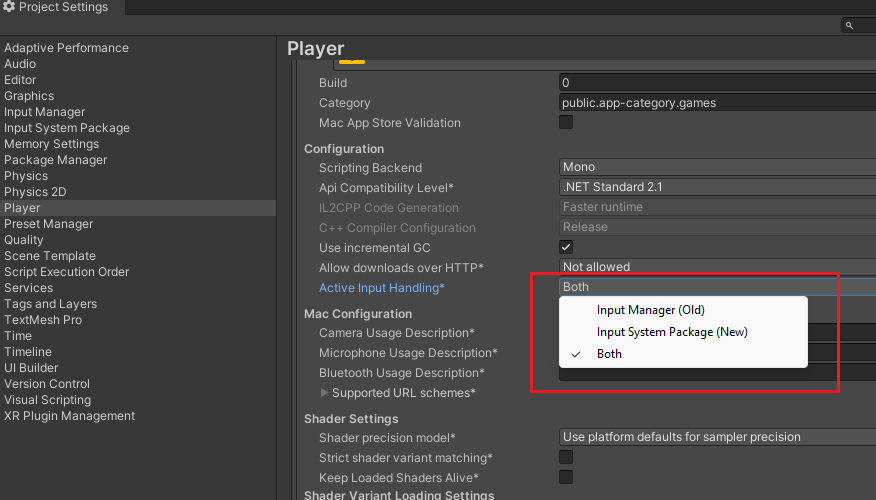 Project Settings
Adaptive Performance
Audio
Editor
Graphics
Input Manager
Input System Package
Memory Settings
Package Manager
Physics
Physics 2D
Player
Preset Manager
Quality
Scene Template
Script Execution Order
Services
Tags and Layers
TextMesh Pro
Time
Timeline
UI Builder
Version Control
Visual Scripting
XR Plugin Management
Player
Build 0
Category public.app-category.games
Mac App Store Validation
Configuration
Scripting Backend Mono
Api Compatibility Level* .NET Standard 2.1
IL2CPP Code Generation Faster runtime
C++ Compiler Configuration Release
Use incremental GC
Allow downloads over HTTP* Not allowed
Active Input Handling* Both
Input Manager (Old)
Input System Package (New)
Both
Mac Configuration
Camera Usage Description*
Microphone Usage Description*
Bluetooth Usage Description*
Supported URL schemes*
Shader Settings
Shader precision model* Use platform defaults for sampler precision
Strict shader variant matching*
Keep Loaded Shaders Alive*
Shader Variant Loading Settings